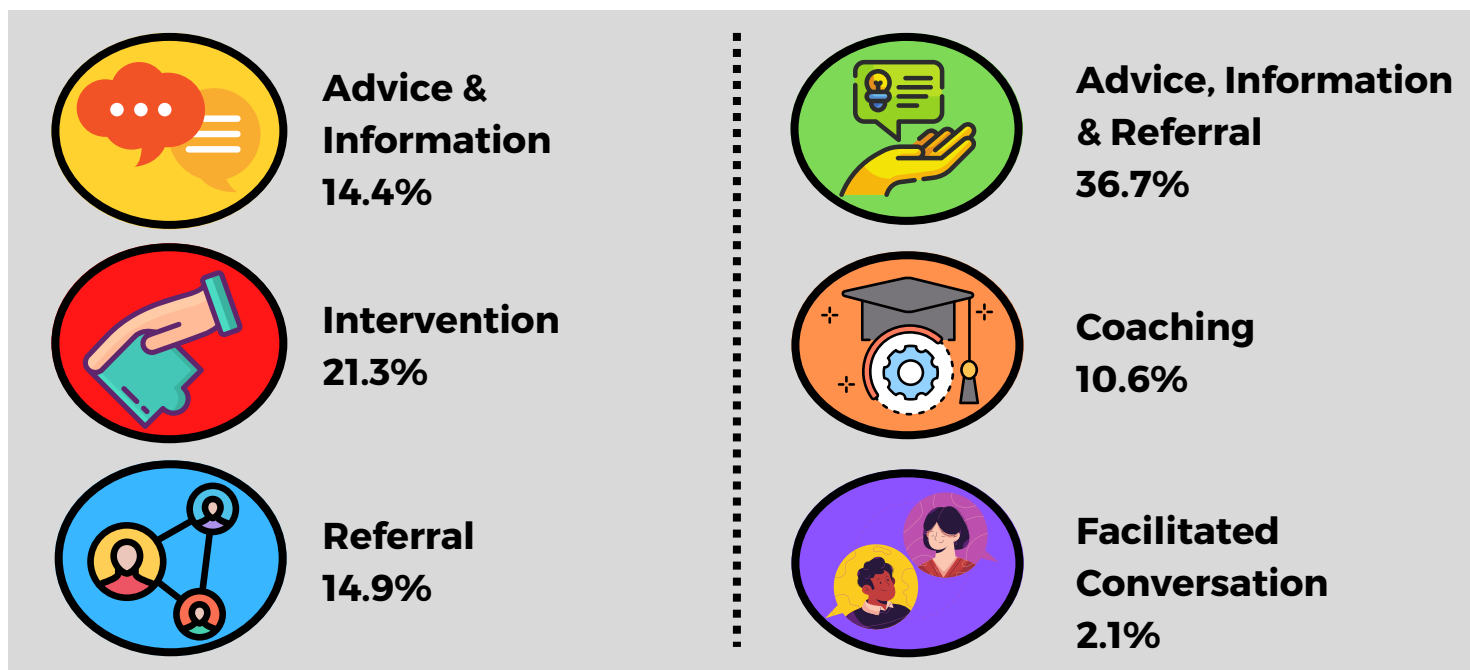 Advice &
Information
14.4%
Intervention
21.3%
Referral
14.9%
Advice, Information
& Referral
36.7%
Coaching
10.6%
Facilitated
Conversation
2.1%